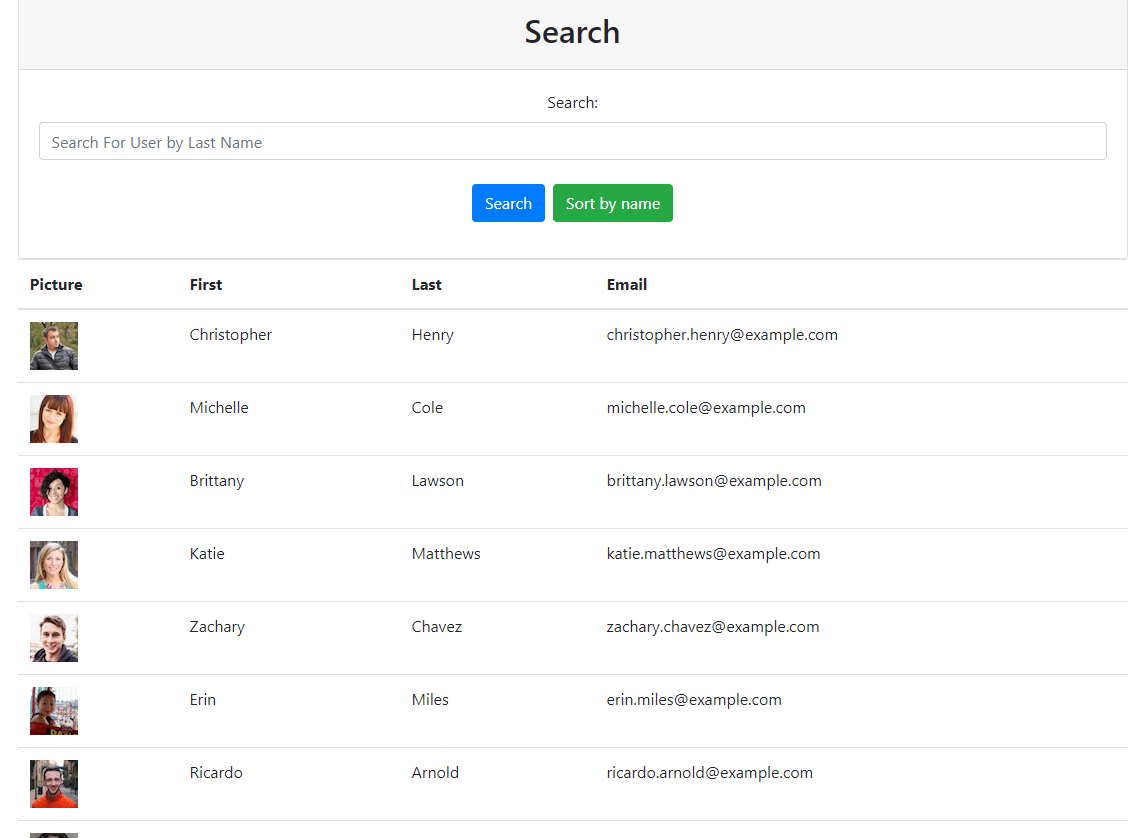 Search
Search:
Search For User by Last Name
Search Sort by name
Picture First Last Email
Christopher Henry christopher.henry@example.com
Michelle Cole michelle.cole@example.com
Brittany Lawson brittany.lawson@example.com
Katie Matthews katie.matthews@example.com
Zachary Chavez zachary.chavez@example.com
Erin Miles erin.miles@example.com
Ricardo Arnold ricardo.arnold@example.com